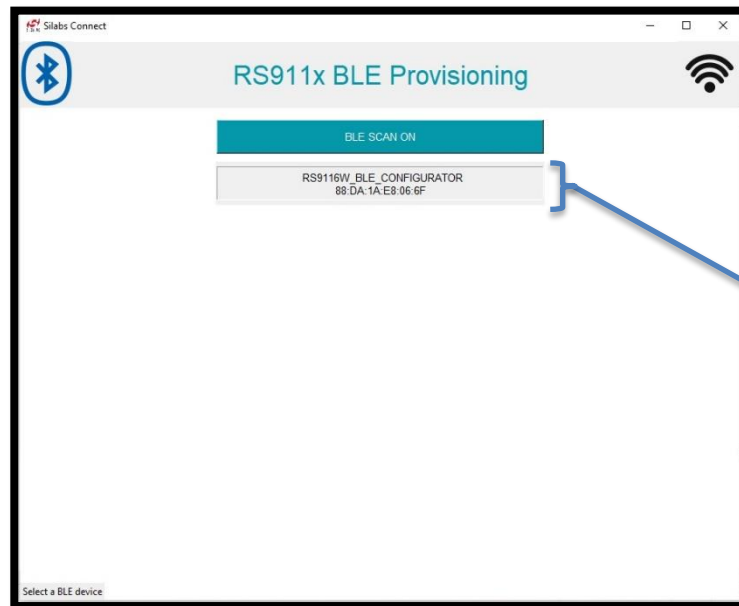 Silabs Connect
RS911x BLE Provisioning
BLE SCAN ON
RS9116W_BLE_CONFIGURATOR
88:DA:1A:E8:06:6F
Select a BLE device